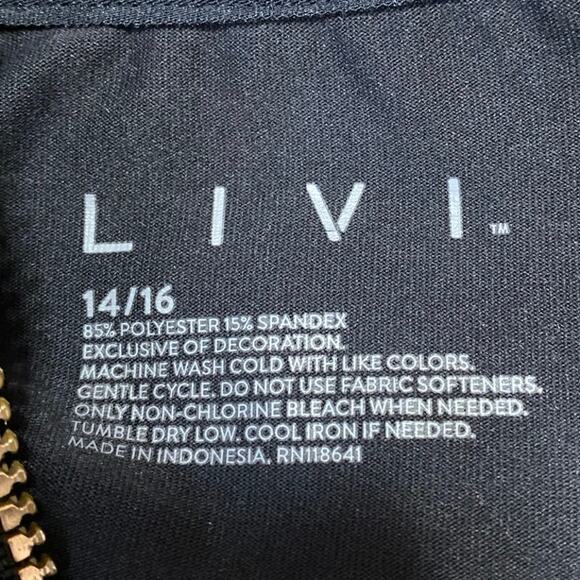 LIVI™
14/16
85% POLYESTER 15% SPANDEX
EXCLUSIVE OF DECORATION.
MACHINE WASH COLD WITH LIKE COLORS.
GENTLE CYCLE. DO NOT USE FABRIC SOFTENERS.
ONLY NON-CHLORINE BLEACH WHEN NEEDED.
TUMBLE DRY LOW. COOL IRON IF NEEDED.
MADE IN INDONESIA. RN118641